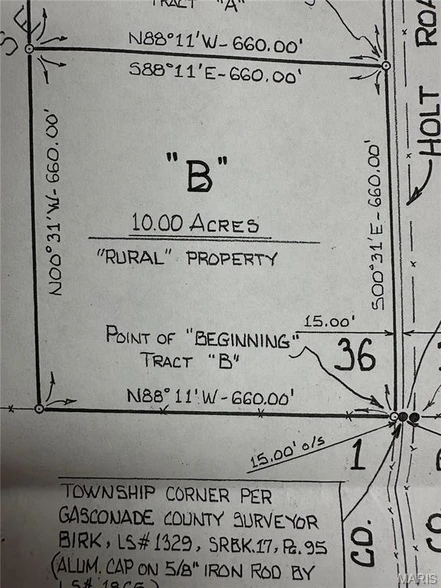 TRACT "A"
N88°11'W-660.00'
S88°11'E-660.00'
HOLT ROA
N00°31'W-660.00'
S00°31'E-660.00'
"B"
10.00 ACRES
"RURAL" PROPERTY
15.00'
POINT OF "BEGINNING"
TRACT "B"
36
N88°11'W-660.00'
15.00' o/s
1
TOWNSHIP CORNER PER
GASCONADE COUNTY SURVEYOR
BIRK, LS#1329, SRBK.17, PG.95
(ALUM. CAP ON 5/8" IRON ROD BY
CO.
CO.
MARIS